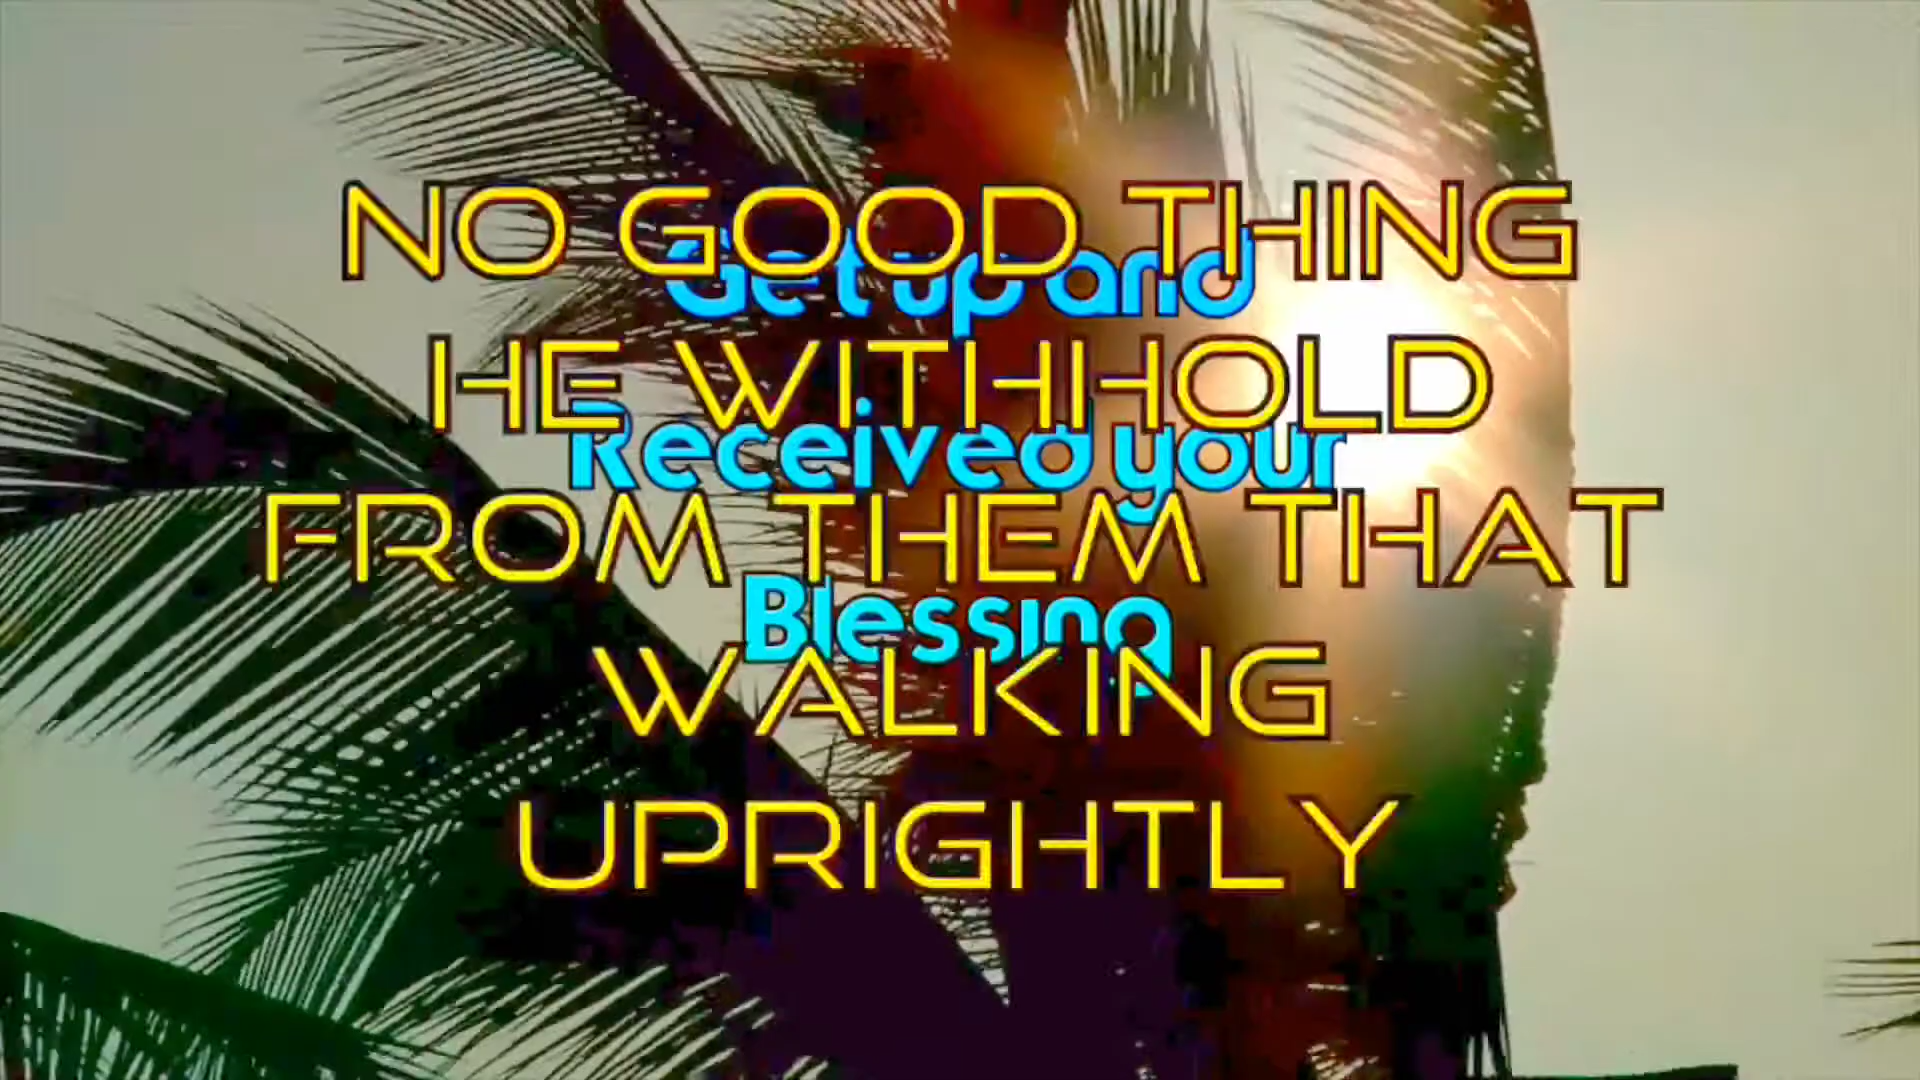 NO GOOD THING
Get up and
HE WITHHOLD
Received your
FROM THEM THAT
Blessing
WALKING
UPRIGHTLY